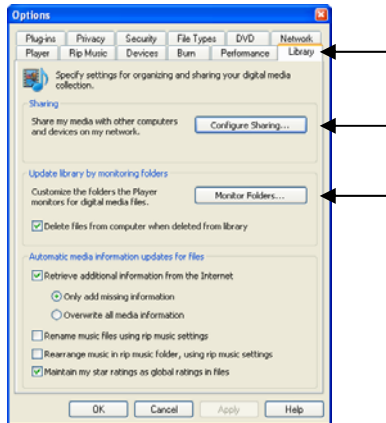 Options
Plug-ins Privacy Security File Types DVD Network
Player Rip Music Devices Burn Performance Library
Specify settings for organizing and sharing your digital media
collection.
Sharing
Share my media with other computers
and devices on my network.
Configure Sharing...
Update library by monitoring folders
Customize the folders the Player
monitors for digital media files.
Monitor Folders...
Delete files from computer when deleted from library
Automatic media information updates for files
Retrieve additional information from the Internet
Only add missing information
Overwrite all media information
Rename music files using rip music settings
Rearrange music in rip music folder, using rip music settings
Maintain my star ratings as global ratings in files
OK Cancel Apply Help